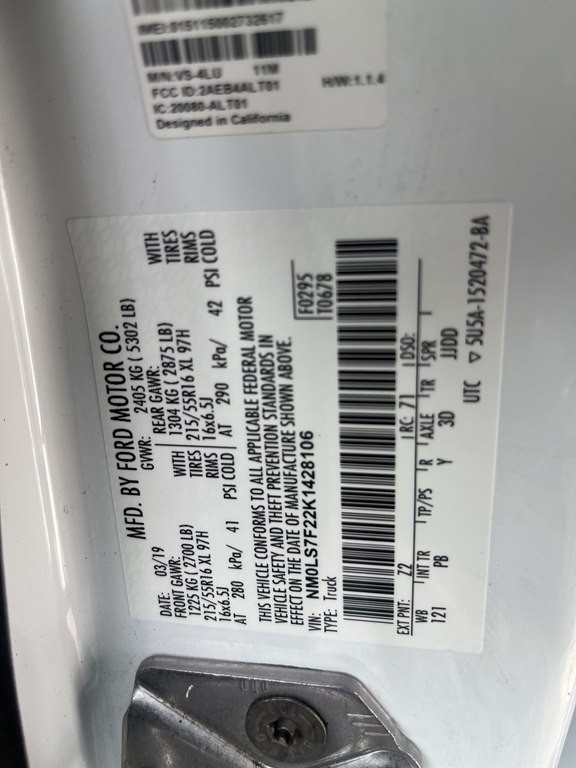 IMEI:015115002732617
M/N:VS-4LU 11M
FCC ID:2AEB4ALT01 H/W:1.1.4
IC:20080-ALT01
Designed in California
MFD. BY FORD MOTOR CO.
DATE: 03/19 GVWR: 2405 KG ( 5302 LB)
FRONT GAWR: WITH REAR GAWR: WITH
1225 KG ( 2700 LB) TIRES 1304 KG ( 2875 LB) TIRES
215/55R16 XL 97H RIMS 215/55R16 XL 97H RIMS
16x6.5J 16x6.5J
AT 280 kPa/ 41 PSI COLD AT 290 kPa/ 42 PSI COLD
THIS VEHICLE CONFORMS TO ALL APPLICABLE FEDERAL MOTOR
VEHICLE SAFETY AND THEFT PREVENTION STANDARDS IN
EFFECT ON THE DATE OF MANUFACTURE SHOWN ABOVE.
VIN: NM0LS7F22K1428106
TYPE: Truck
F0295
T0678
EXT PNT: Z2 RC: 71 DSO:
WB INT TR TP/PS R AXLE TR SPR
121 PB Y 3D JJDD
UTC ▽ 5U5A-1520472-BA